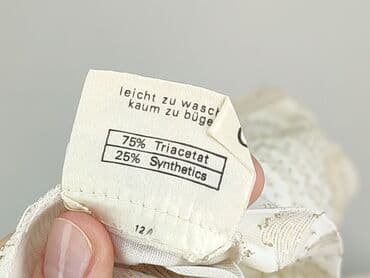 leicht zu wasch
kaum zu büge
75% Triacetat
25% Synthetics